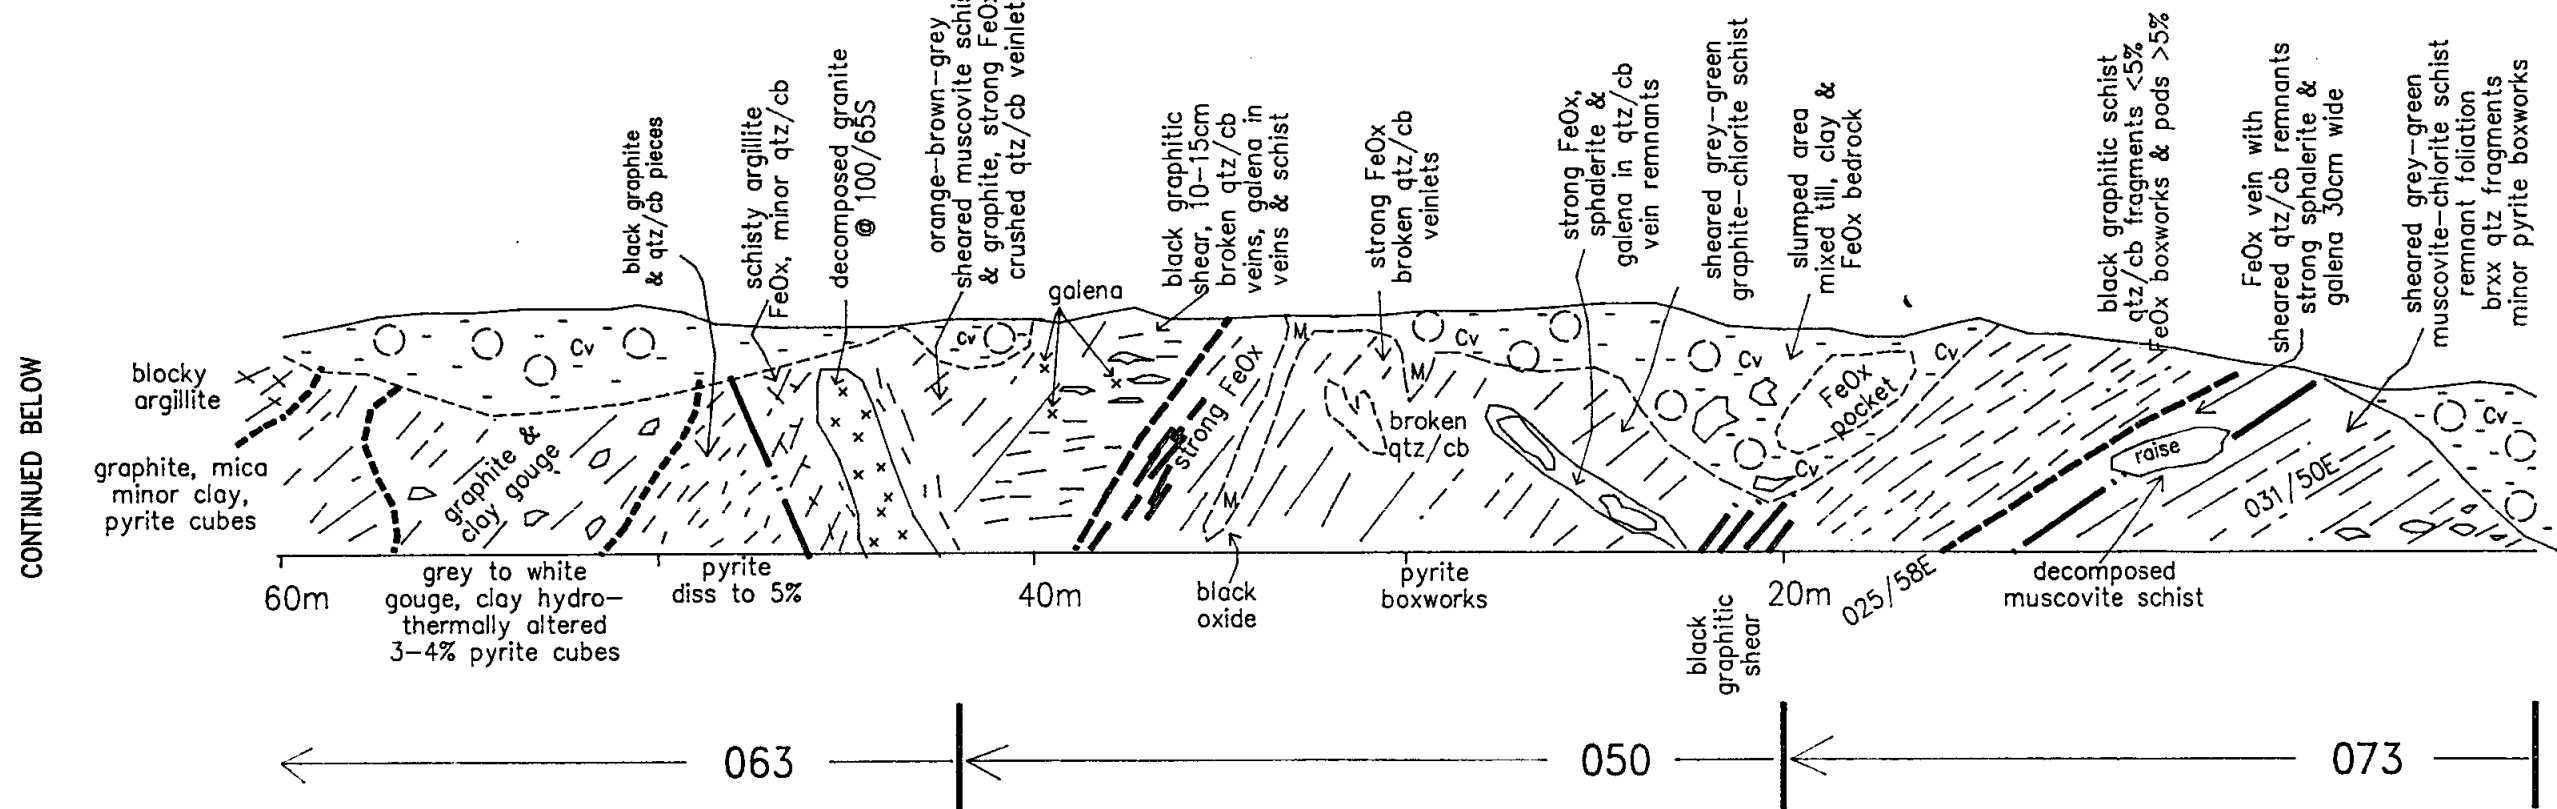 CONTINUED BELOW
blocky
argillite
graphite, mica
minor clay,
pyrite cubes
black graphite
& qtz/cb pieces
schisty argillite
FeOx, minor qtz/cb
decomposed granite
@ 100/65S
orange-brown-grey
sheared muscovite
& graphite, strong
crushed qtz/cb
galena
black graphitic
shear, 10-15cm
broken qtz/cb
veins, galena in
veins & schist
strong FeOx
broken qtz/cb
veinlets
strong FeOx,
sphalerite &
galena in qtz/cb
vein remnants
sheared grey-green
graphite-chlorite schist
slumped area
mixed till, clay &
FeOx bedrock
black graphitic schist
qtz/cb fragments <5%
FeOx boxworks & pods >5%
FeOx vein with
sheared qtz/cb remnants
strong sphalerite &
galena 30cm wide
sheared grey-green
muscovite-chlorite schist
remnant foliation
brxx qtz fragments
minor pyrite boxworks
Cv
Cv
M
Cv
Cv
Cv
Cv
M
Cv
graphite &
clay gouge
strong FeOx
M
broken
qtz/cb
FeOx
pocket
raise
031/50E
grey to white
gouge, clay hydro-
thermally altered
3-4% pyrite cubes
pyrite
diss to 5%
black
oxide
pyrite
boxworks
black
graphitic
shear
025/58E
decomposed
muscovite schist
60m
40m
20m
063
050
073